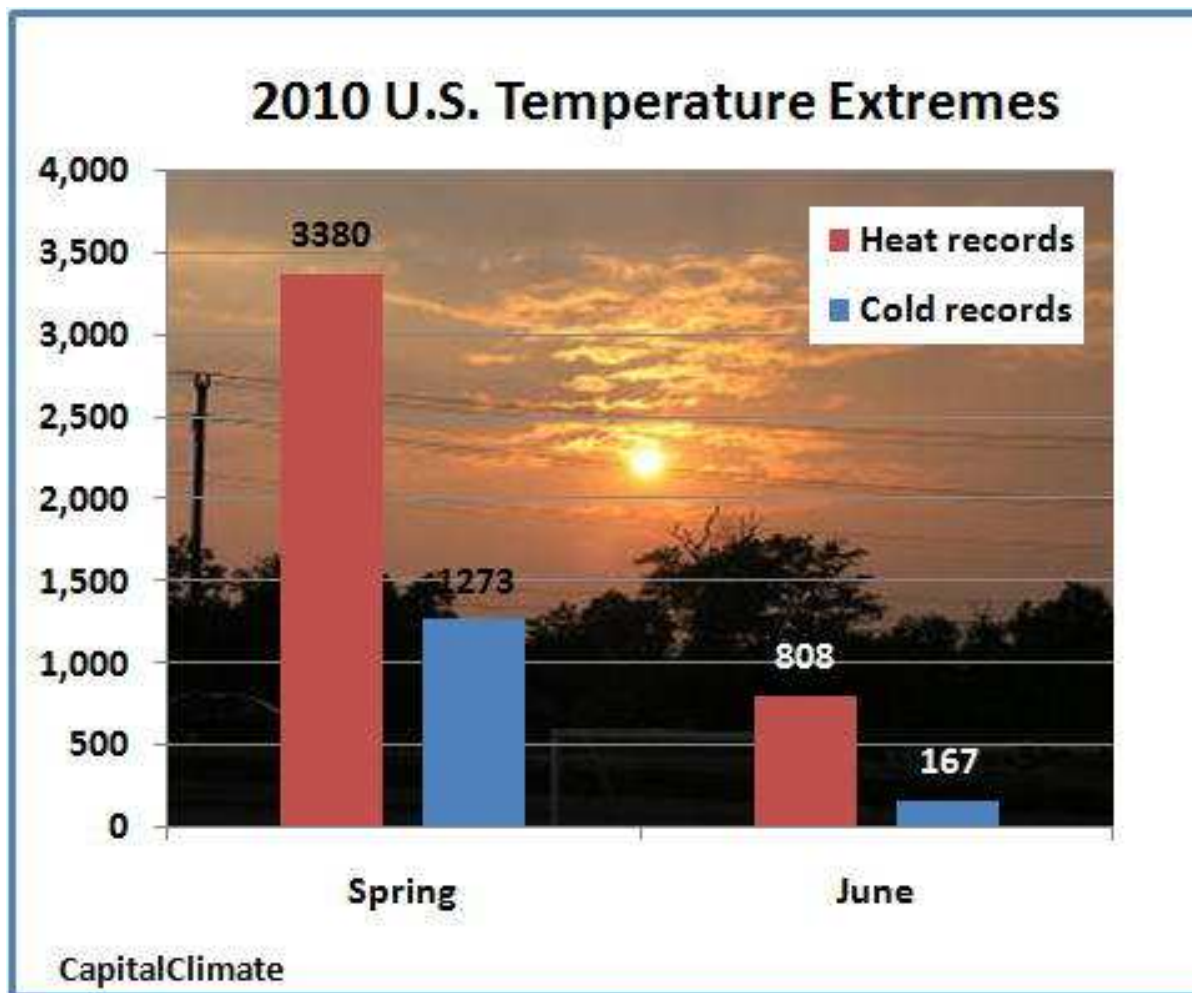 2010 U.S. Temperature Extremes
4,000
3,500
3,000
2,500
2,000
1,500
1,000
500
0
3380
1273
808
167
Heat records
Cold records
Spring
June
CapitalClimate